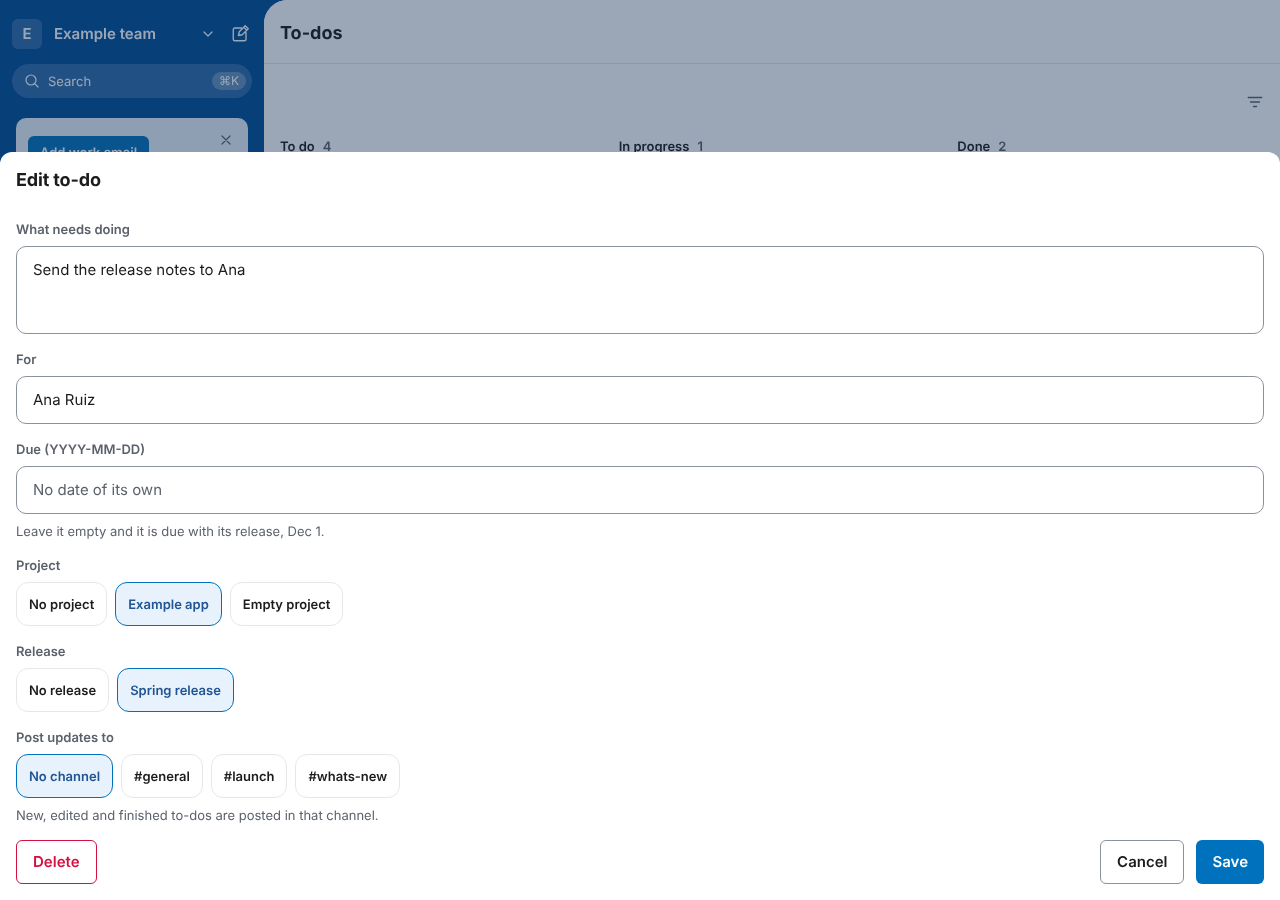 E Example team
To-dos
Search ⌘K
Add work email
To do 4 In progress 1 Done 2
Edit to-do
What needs doing
Send the release notes to Ana
For
Ana Ruiz
Due (YYYY-MM-DD)
No date of its own
Leave it empty and it is due with its release, Dec 1.
Project
No project Example app Empty project
Release
No release Spring release
Post updates to
No channel #general #launch #whats-new
New, edited and finished to-dos are posted in that channel.
Delete Cancel Save